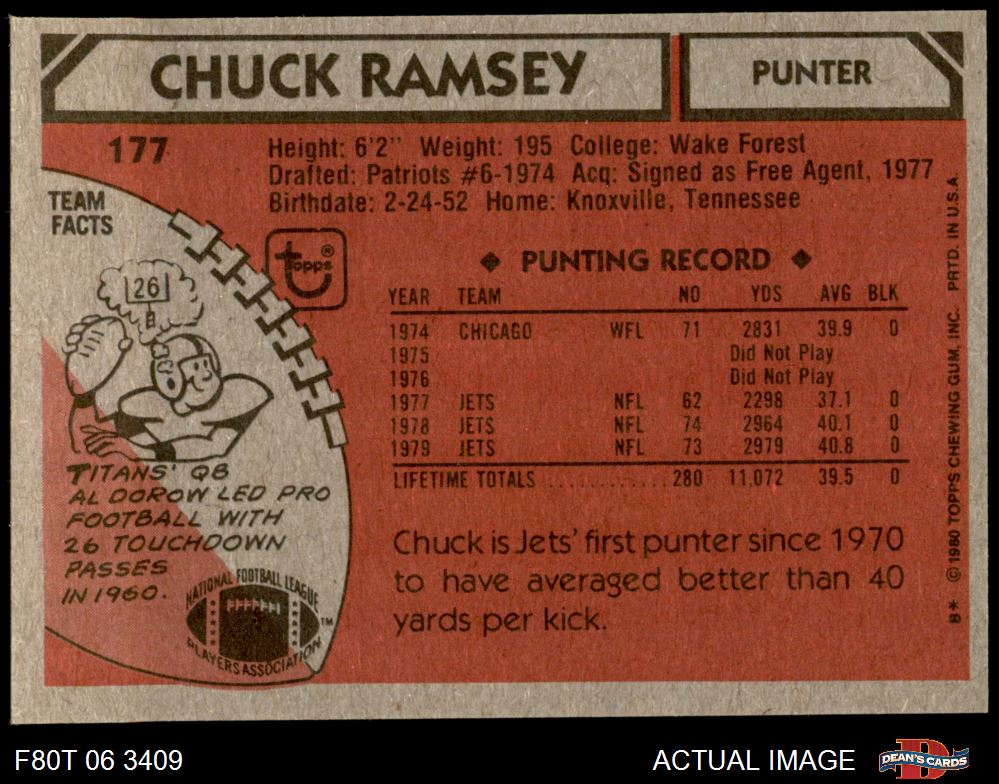 CHUCK RAMSEY
PUNTER
177
Height: 6'2" Weight: 195 College: Wake Forest
Drafted: Patriots #6-1974 Acq: Signed as Free Agent, 1977
Birthdate: 2-24-52 Home: Knoxville, Tennessee
TEAM
FACTS
26
TITANS' QB
AL DOROW LED PRO
FOOTBALL WITH
26 TOUCHDOWN
PASSES
IN 1960.
NATIONAL FOOTBALL LEAGUE
PLAYERS ASSOCIATION
TM
topps ®
◆ PUNTING RECORD ◆
YEAR TEAM NO YDS AVG BLK
1974 CHICAGO WFL 71 2831 39.9 0
1975 Did Not Play
1976 Did Not Play
1977 JETS NFL 62 2298 37.1 0
1978 JETS NFL 74 2964 40.1 0
1979 JETS NFL 73 2979 40.8 0
LIFETIME TOTALS ............ 280 11,072 39.5 0
Chuck is Jets' first punter since 1970
to have averaged better than 40
yards per kick.
B* © 1980 TOPPS CHEWING GUM, INC. PRTD. IN U.S.A.
F80T 06 3409
ACTUAL IMAGE
D
DEAN'S CARDS